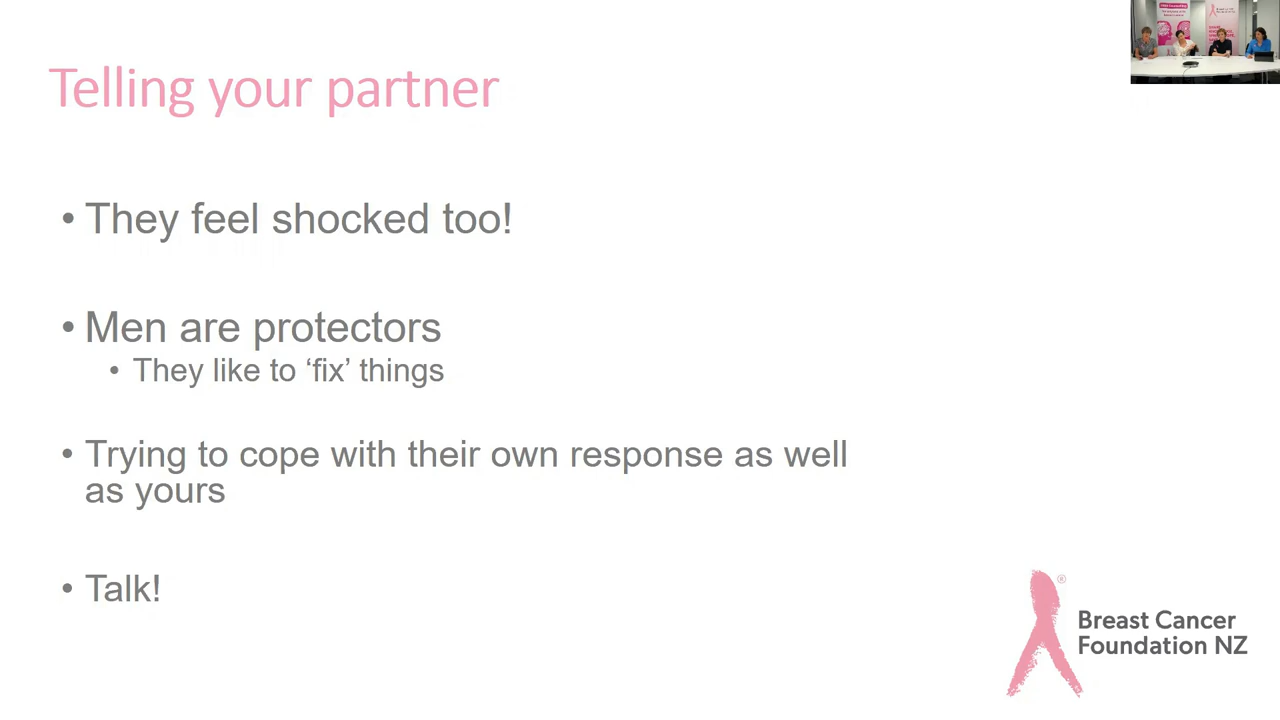 Telling your partner
• They feel shocked too!
• Men are protectors
• They like to ‘fix’ things
• Trying to cope with their own response as well
as yours
• Talk!
®
Breast Cancer
Foundation NZ